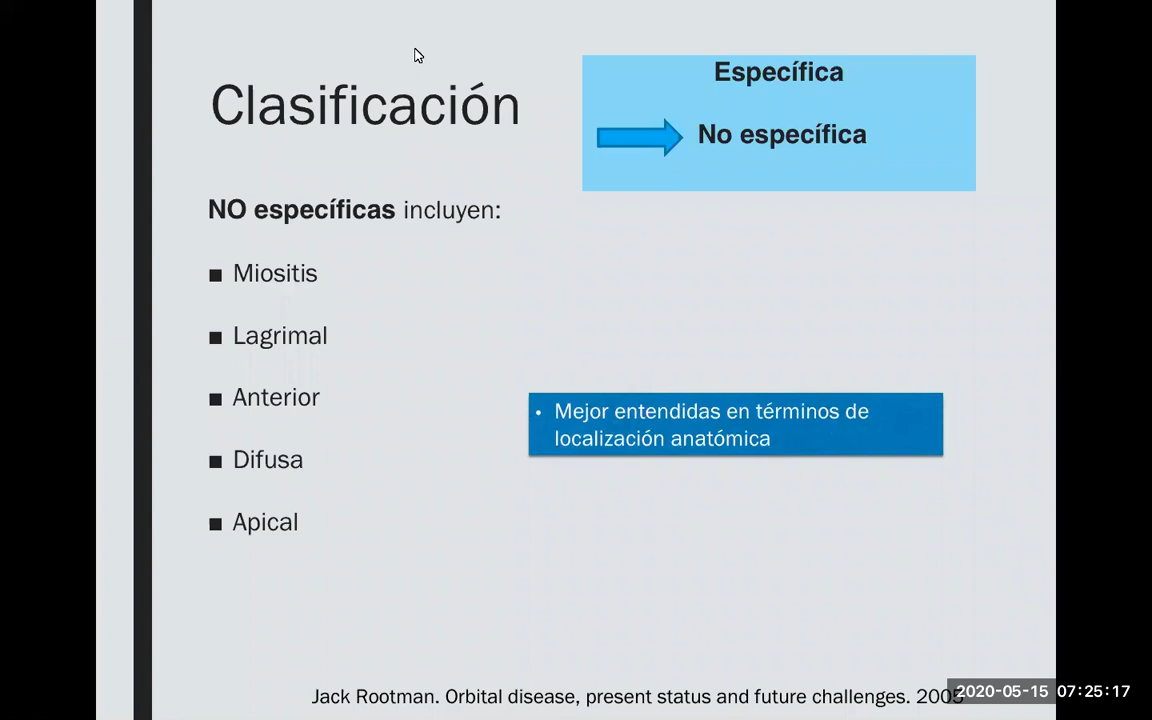 Clasificación
Específica
No específica
NO específicas incluyen:
■ Miositis
■ Lagrimal
■ Anterior
■ Difusa
■ Apical
• Mejor entendidas en términos de
localización anatómica
Jack Rootman. Orbital disease, present status and future challenges. 2005
2020-05-15 07:25:17